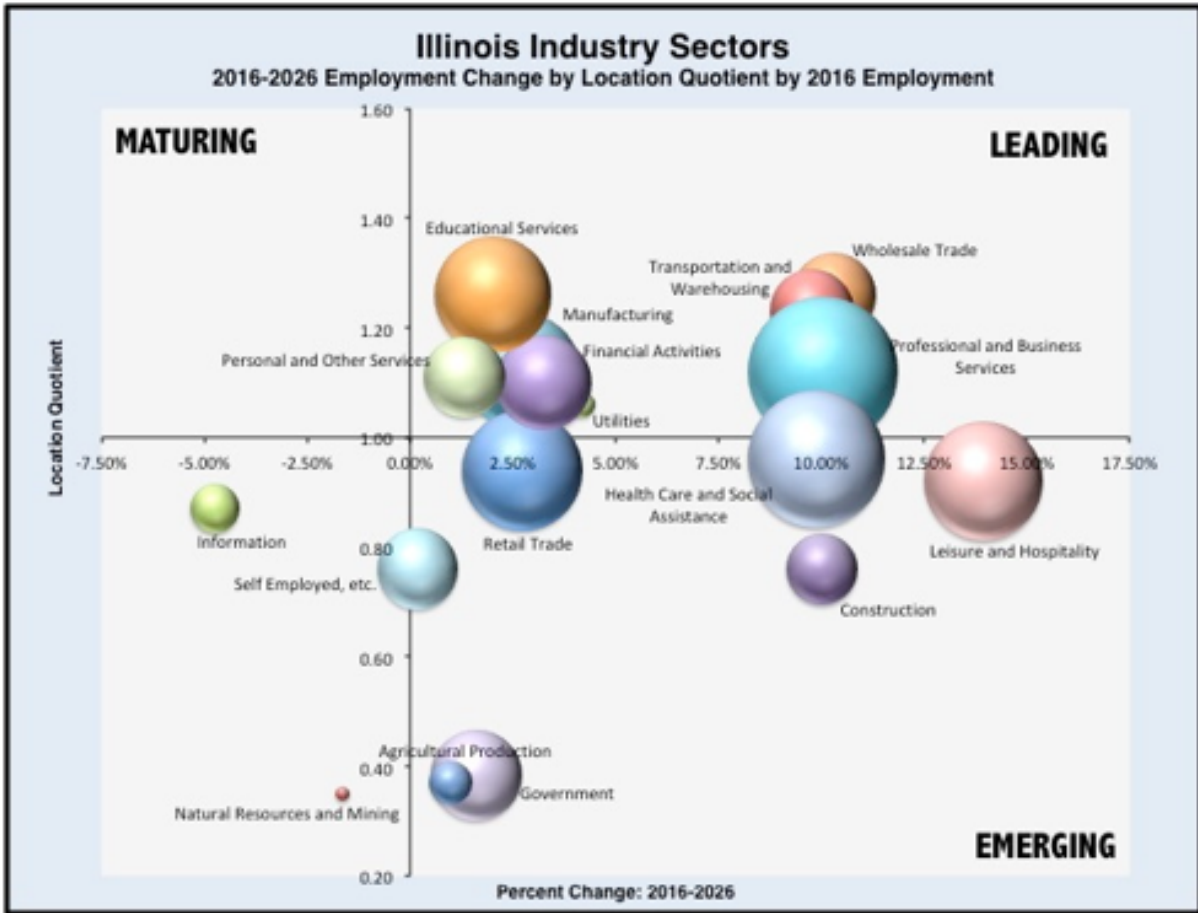 Illinois Industry Sectors
2016-2026 Employment Change by Location Quotient by 2016 Employment
1.60
MATURING
LEADING
1.40
Educational Services
Wholesale Trade
Transportation and
Warehousing
Manufacturing
1.20
Financial Activities
Professional and Business
Services
Personal and Other Services
Utilities
Location Quotient
1.00
-7.50%
-5.00%
-2.50%
0.00%
2.50%
5.00%
7.50%
10.00%
12.50%
15.00%
17.50%
Health Care and Social
Assistance
Information
Retail Trade
0.80
Leisure and Hospitality
Self Employed, etc.
Construction
0.60
Agricultural Production
0.40
Government
Natural Resources and Mining
EMERGING
0.20
Percent Change: 2016-2026